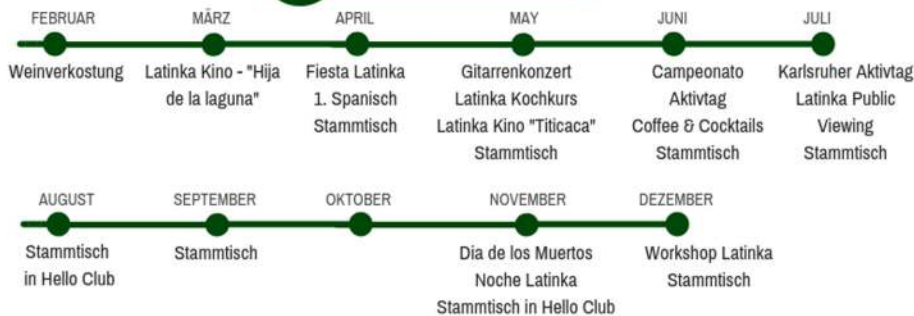 FEBRUAR MÄRZ APRIL MAY JUNI JULI
Weinverkostung
Latinka Kino - "Hija
de la laguna"
Fiesta Latinka
1. Spanisch
Stammtisch
Gitarrenkonzert
Latinka Kochkurs
Latinka Kino "Titicaca"
Stammtisch
Campeonato
Aktivtag
Coffee & Cocktails
Stammtisch
Karlsruher Aktivtag
Latinka Public
Viewing
Stammtisch
AUGUST SEPTEMBER OKTOBER NOVEMBER DEZEMBER
Stammtisch
in Hello Club
Stammtisch
Dia de los Muertos
Noche Latinka
Stammtisch in Hello Club
Workshop Latinka
Stammtisch